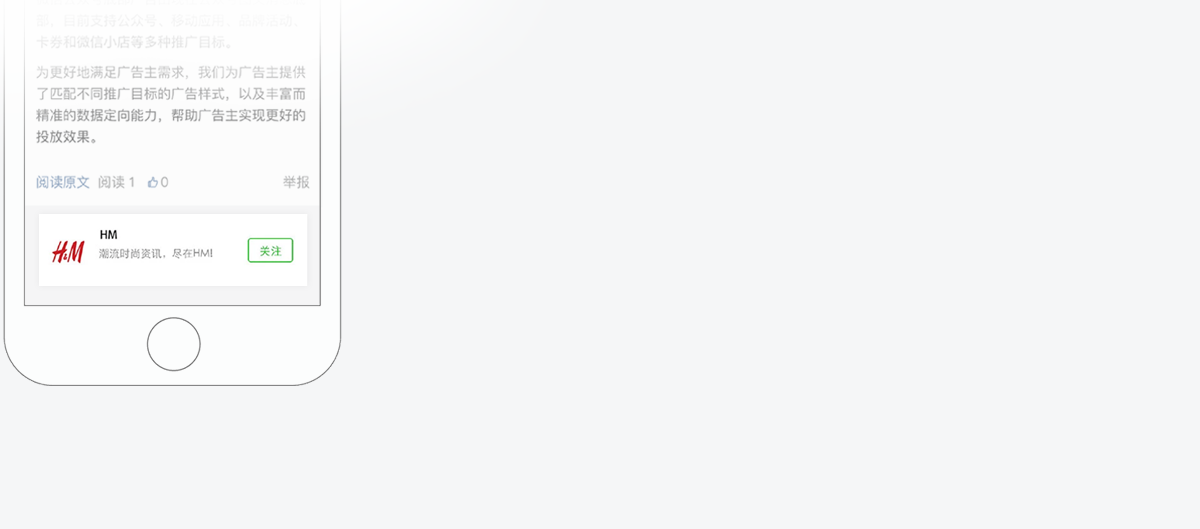 都，目前支持公众号、移动应用、品牌活动、
卡券和微信小店等多种推广目标。
为更好地满足广告主需求，我们为广告主提供
了匹配不同推广目标的广告样式，以及丰富而
精准的数据定向能力，帮助广告主实现更好的
投放效果。
阅读原文 阅读 1 0 举报
H&M
HM
潮流时尚资讯，尽在HM!
关注